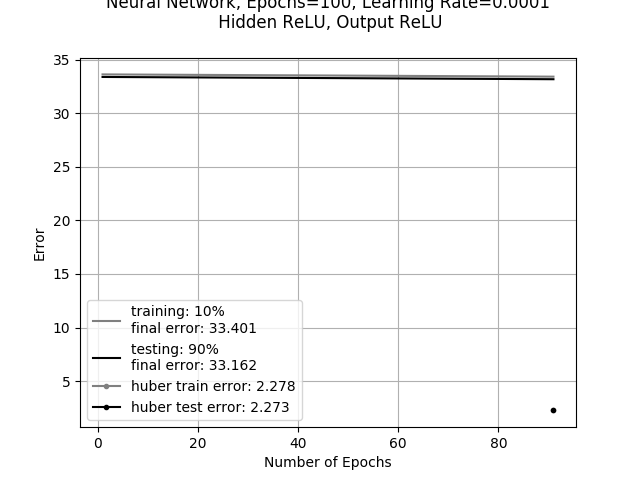 Neural Network, Epochs=100, Learning Rate=0.0001
Hidden ReLU, Output ReLU
35
30
25
20
15
10
5
Error
training: 10%
final error: 33.401
testing: 90%
final error: 33.162
huber train error: 2.278
huber test error: 2.273
0 20 40 60 80
Number of Epochs